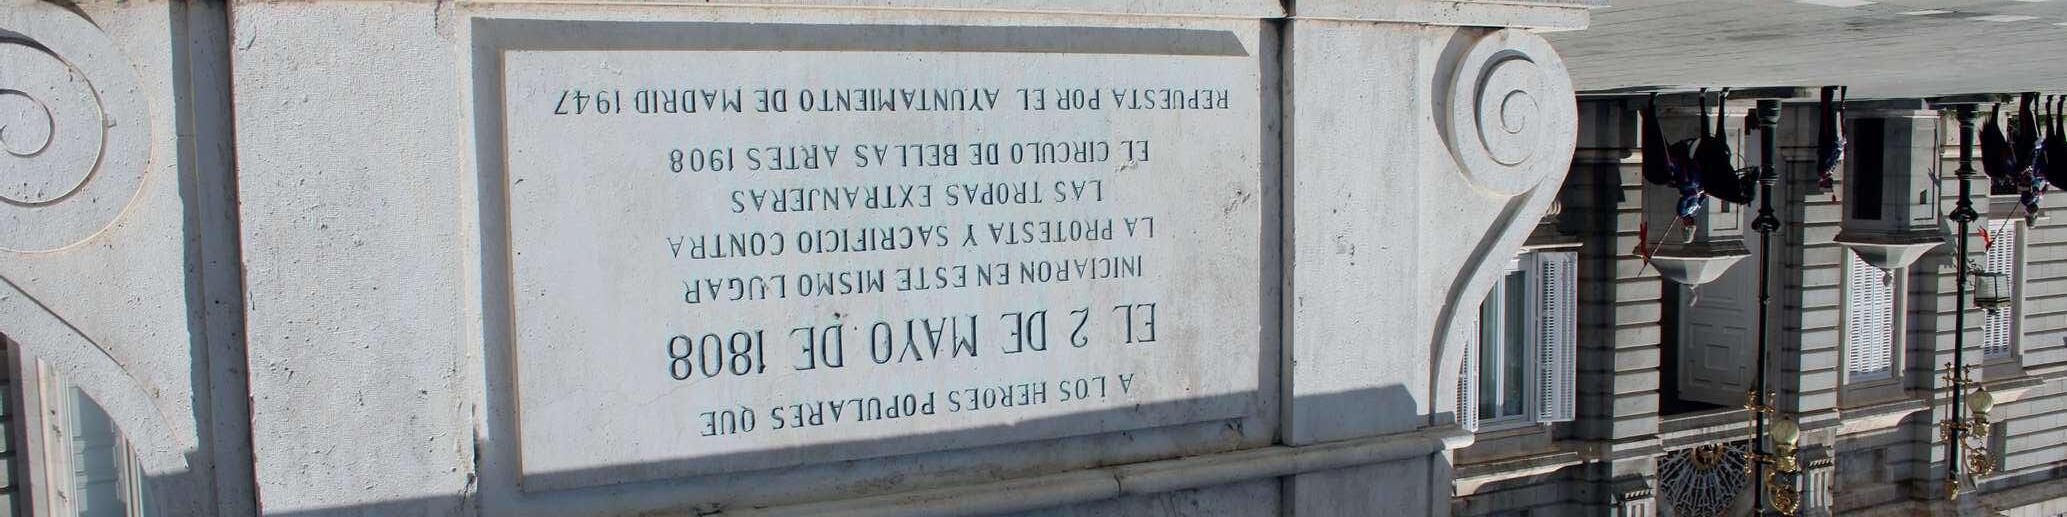 A LOS HEROES POPULARES QUE
EL 2 DE MAYO DE 1808
INICIARON EN ESTE MISMO LUGAR
LA PROTESTA Y SACRIFICIO CONTRA
LAS TROPAS EXTRANJERAS
EL CIRCULO DE BELLAS ARTES 1908
REPUESTA POR EL AYUNTAMIENTO DE MADRID 1947